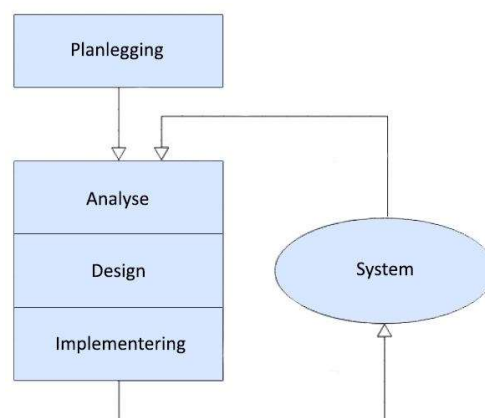 Planlegging
Analyse
Design
System
Implementering